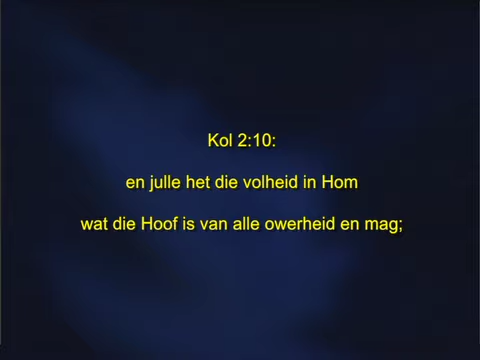 Kol 2:10:
en julle het die volheid in Hom
wat die Hoof is van alle owerheid en mag;